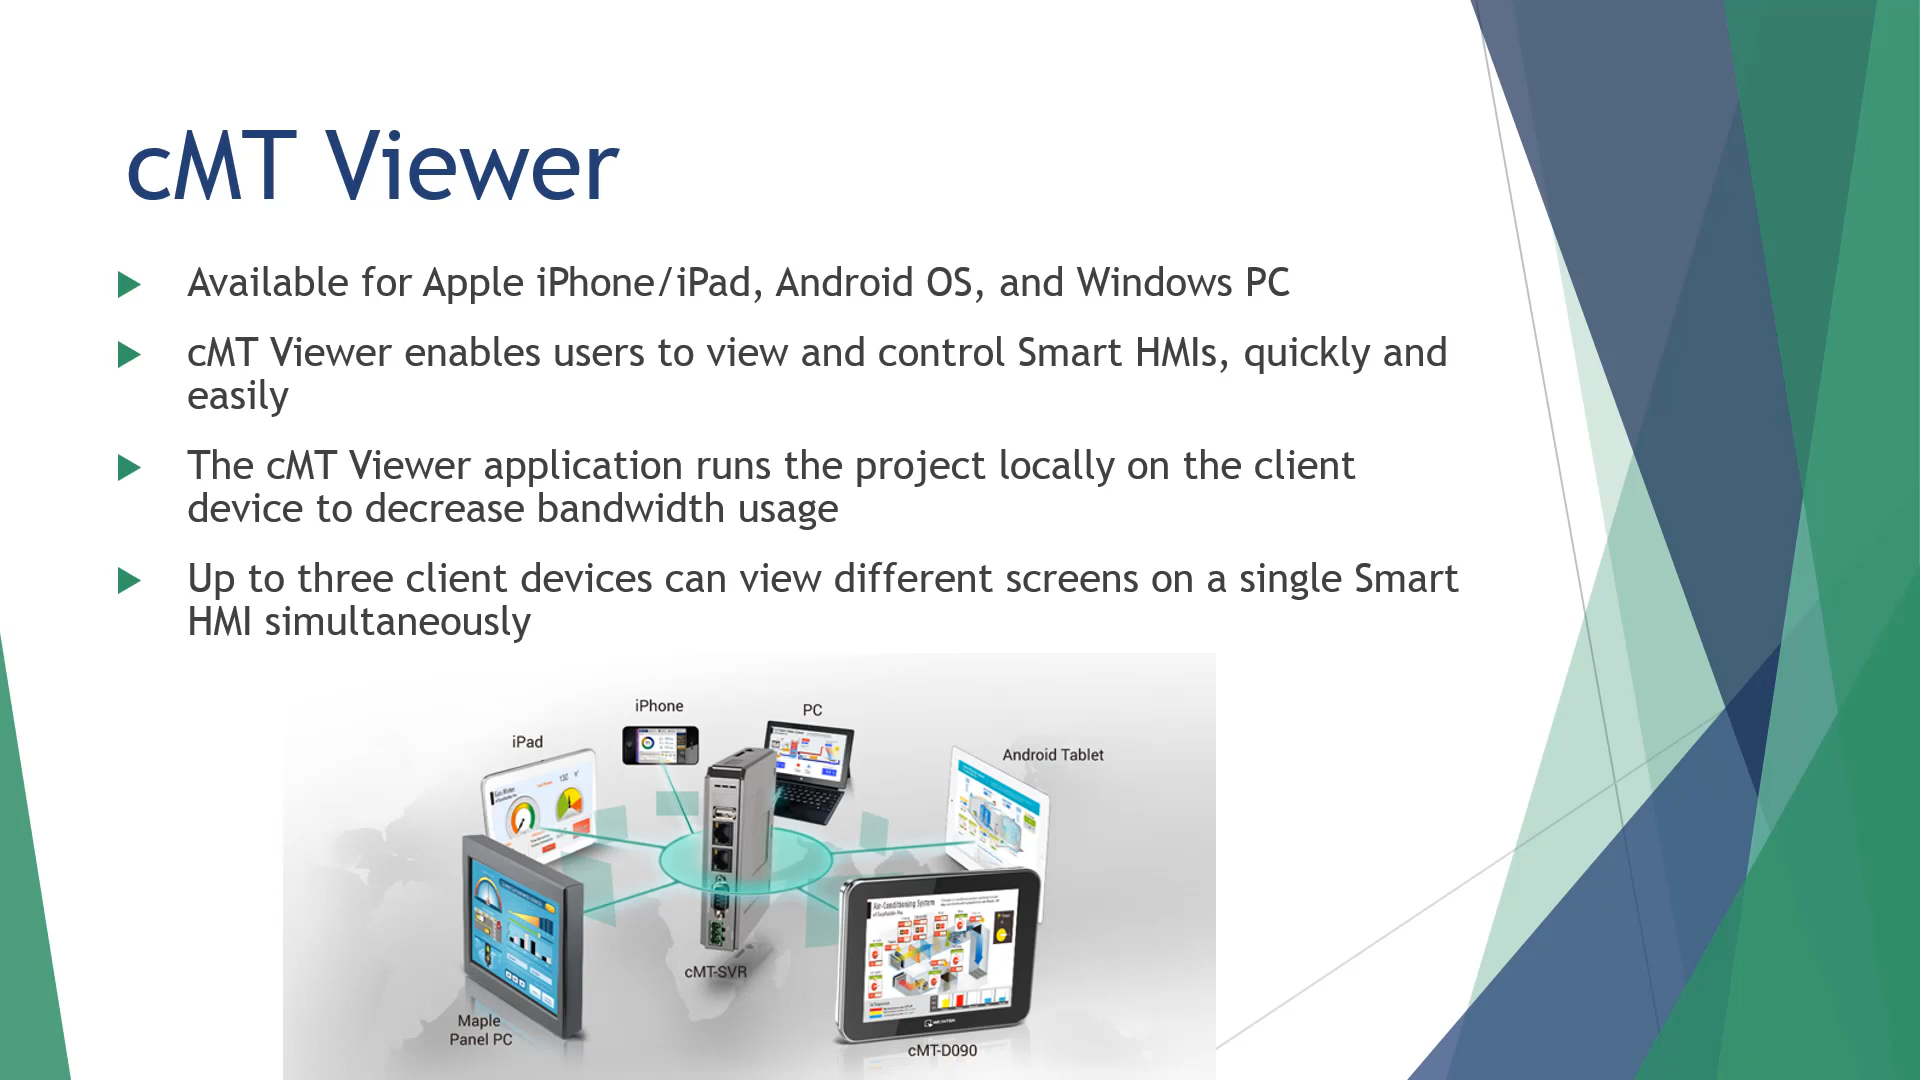 cMT Viewer
Available for Apple iPhone/iPad, Android OS, and Windows PC
cMT Viewer enables users to view and control Smart HMIs, quickly and
easily
The cMT Viewer application runs the project locally on the client
device to decrease bandwidth usage
Up to three client devices can view different screens on a single Smart
HMI simultaneously
iPhone
PC
iPad
Android Tablet
Air-Conditioning System
cMT-SVR
Maple
Panel PC
cMT-D090